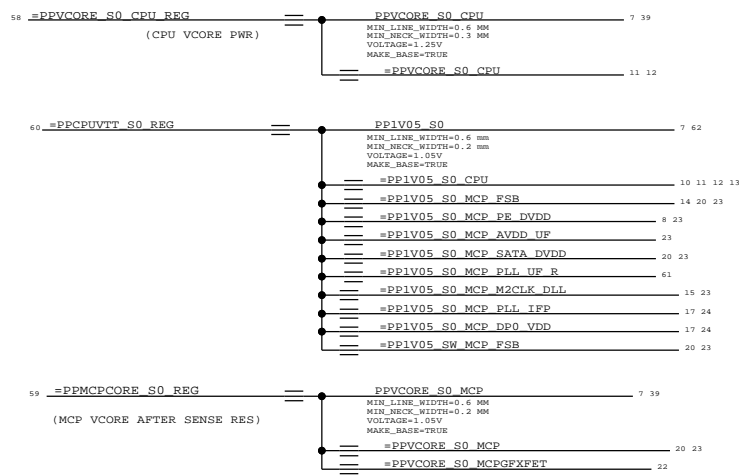 58 =PPVCORE_S0_CPU_REG PPVCORE_S0_CPU 7 39
(CPU VCORE PWR)
MIN_LINE_WIDTH=0.6 MM
MIN_NECK_WIDTH=0.3 MM
VOLTAGE=1.25V
MAKE_BASE=TRUE
=PPVCORE_S0_CPU 11 12
60 =PPCPUVTT_S0_REG PP1V05_S0 7 62
MIN_LINE_WIDTH=0.6 mm
MIN_NECK_WIDTH=0.2 mm
VOLTAGE=1.05V
MAKE_BASE=TRUE
=PP1V05_S0_CPU 10 11 12 13
=PP1V05_S0_MCP_FSB 14 20 23
=PP1V05_S0_MCP_PE_DVDD 8 23
=PP1V05_S0_MCP_AVDD_UF 23
=PP1V05_S0_MCP_SATA_DVDD 20 23
=PP1V05_S0_MCP_PLL_UF_R 61
=PP1V05_S0_MCP_M2CLK_DLL 15 23
=PP1V05_S0_MCP_PLL_IFP 17 24
=PP1V05_S0_MCP_DP0_VDD 17 24
=PP1V05_SW_MCP_FSB 20 23
59 =PPMCPCORE_S0_REG PPVCORE_S0_MCP 7 39
(MCP VCORE AFTER SENSE RES)
MIN_LINE_WIDTH=0.6 MM
MIN_NECK_WIDTH=0.2 MM
VOLTAGE=1.05V
MAKE_BASE=TRUE
=PPVCORE_S0_MCP 20 23
=PPVCORE_S0_MCPGFXFET 22